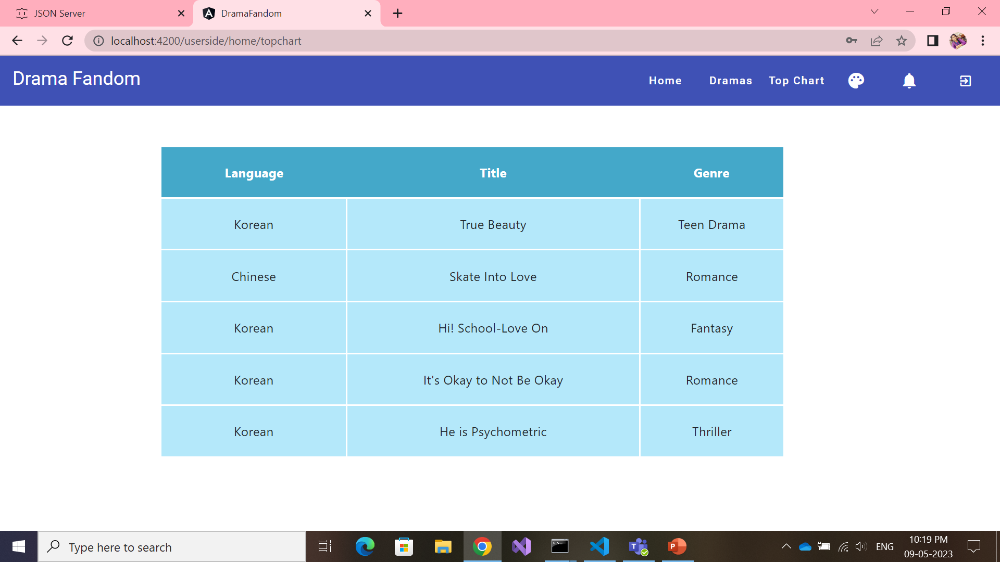 JSON Server
DramaFandom
localhost:4200/userside/home/topchart
Drama Fandom
Home Dramas Top Chart
Language Title Genre
Korean True Beauty Teen Drama
Chinese Skate Into Love Romance
Korean Hi! School-Love On Fantasy
Korean It's Okay to Not Be Okay Romance
Korean He is Psychometric Thriller
Type here to search
ENG
10:19 PM
09-05-2023